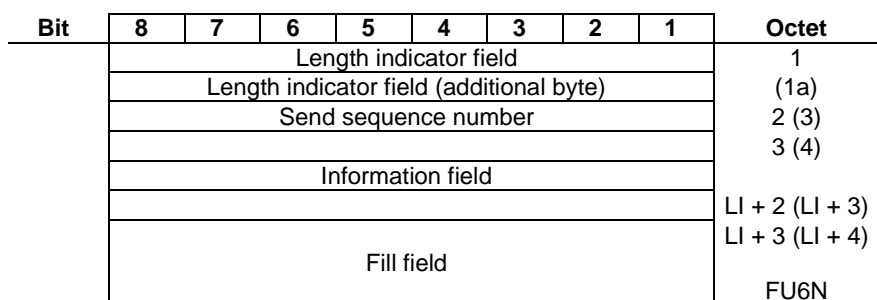 Bit 8 7 6 5 4 3 2 1 Octet
Length indicator field 1
Length indicator field (additional byte) (1a)
Send sequence number 2 (3)
3 (4)
Information field
LI + 2 (LI + 3)
LI + 3 (LI + 4)
Fill field
FU6N